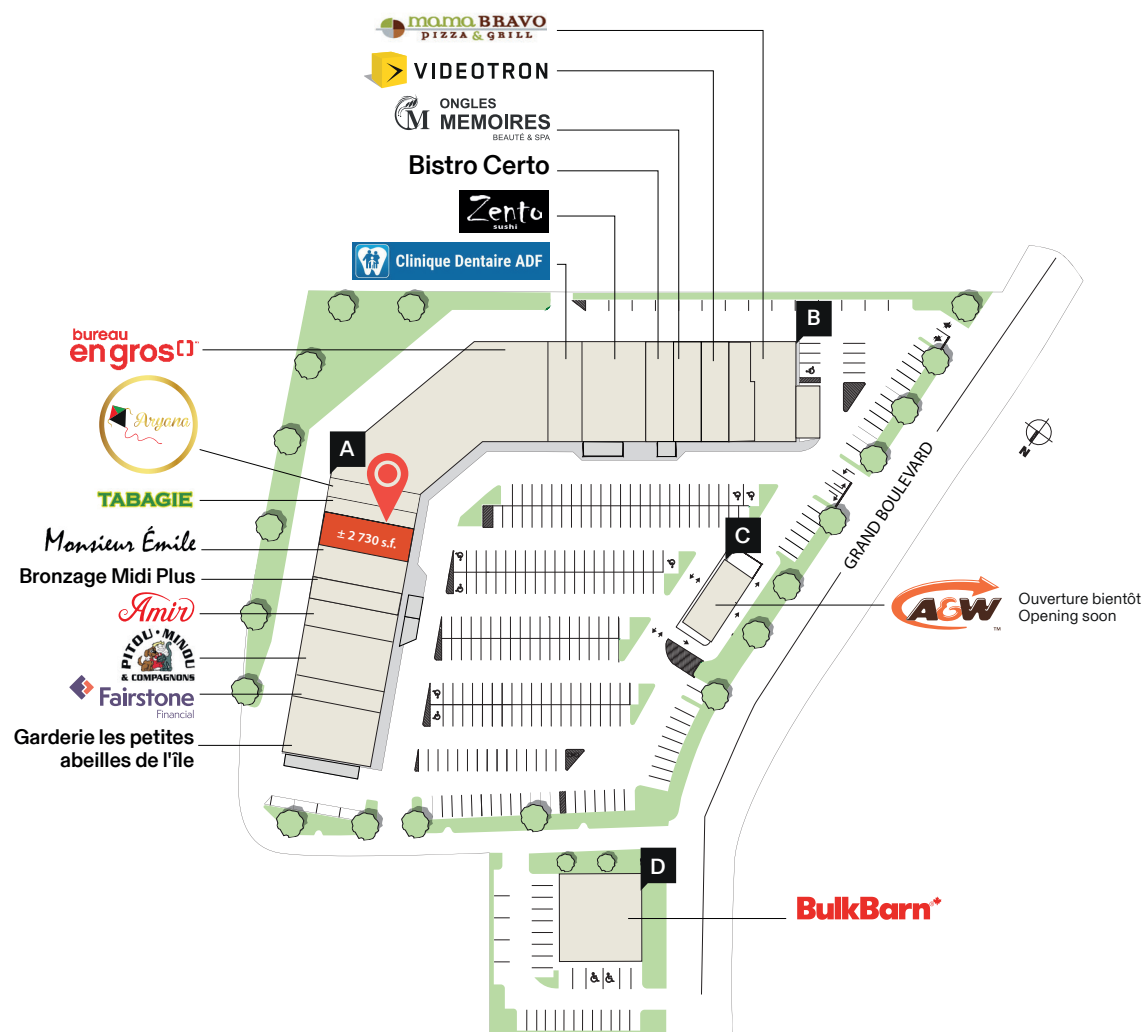 mama BRAVO
PIZZA & GRILL
VIDEOTRON
ONGLES
M MEMOIRES
BEAUTÉ & SPA
Bistro Certo
Zento
sushi
Clinique Dentaire ADF
B
bureau
en gros
Aryana
A
N
TABAGIE
GRAND BOULEVARD
± 2 730 s.f.
Monsieur Émile
C
Bronzage Midi Plus
Amir
A&W™
Ouverture bientôt
Opening soon
PITOU • MINOU
& COMPAGNONS
Fairstone
Financial
Garderie les petites
abeilles de l'île
D
BulkBarn®